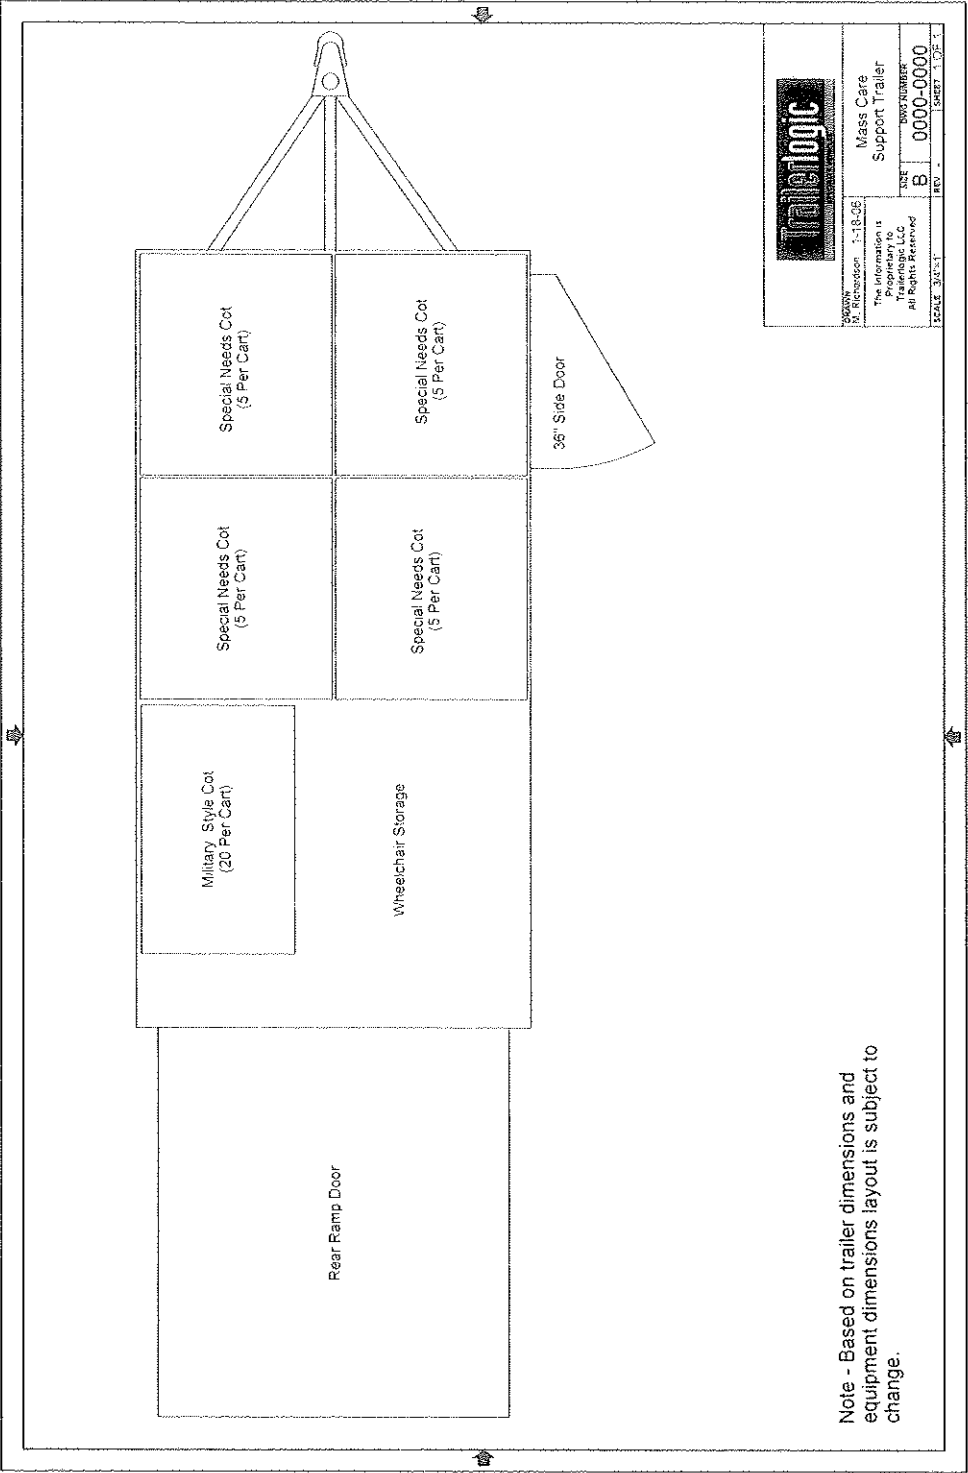 Rear Ramp Door
Military Style Cot
(20 Per Cart)
Wheelchair Storage
Special Needs Cot
(5 Per Cart)
Special Needs Cot
(5 Per Cart)
Special Needs Cot
(5 Per Cart)
Special Needs Cot
(5 Per Cart)
36" Side Door
Note - Based on trailer dimensions and
equipment dimensions layout is subject to
change.
Trailerlogic
DRAWN
M. Richardson 1-18-06
Mass Care
Support Trailer
The Information is
Proprietary to
Trailerlogic LLC
All Rights Reserved
SIZE
B
DWG NUMBER
0000-0000
SCALE 3/4"=1'
REV -
SHEET 1 OF 1